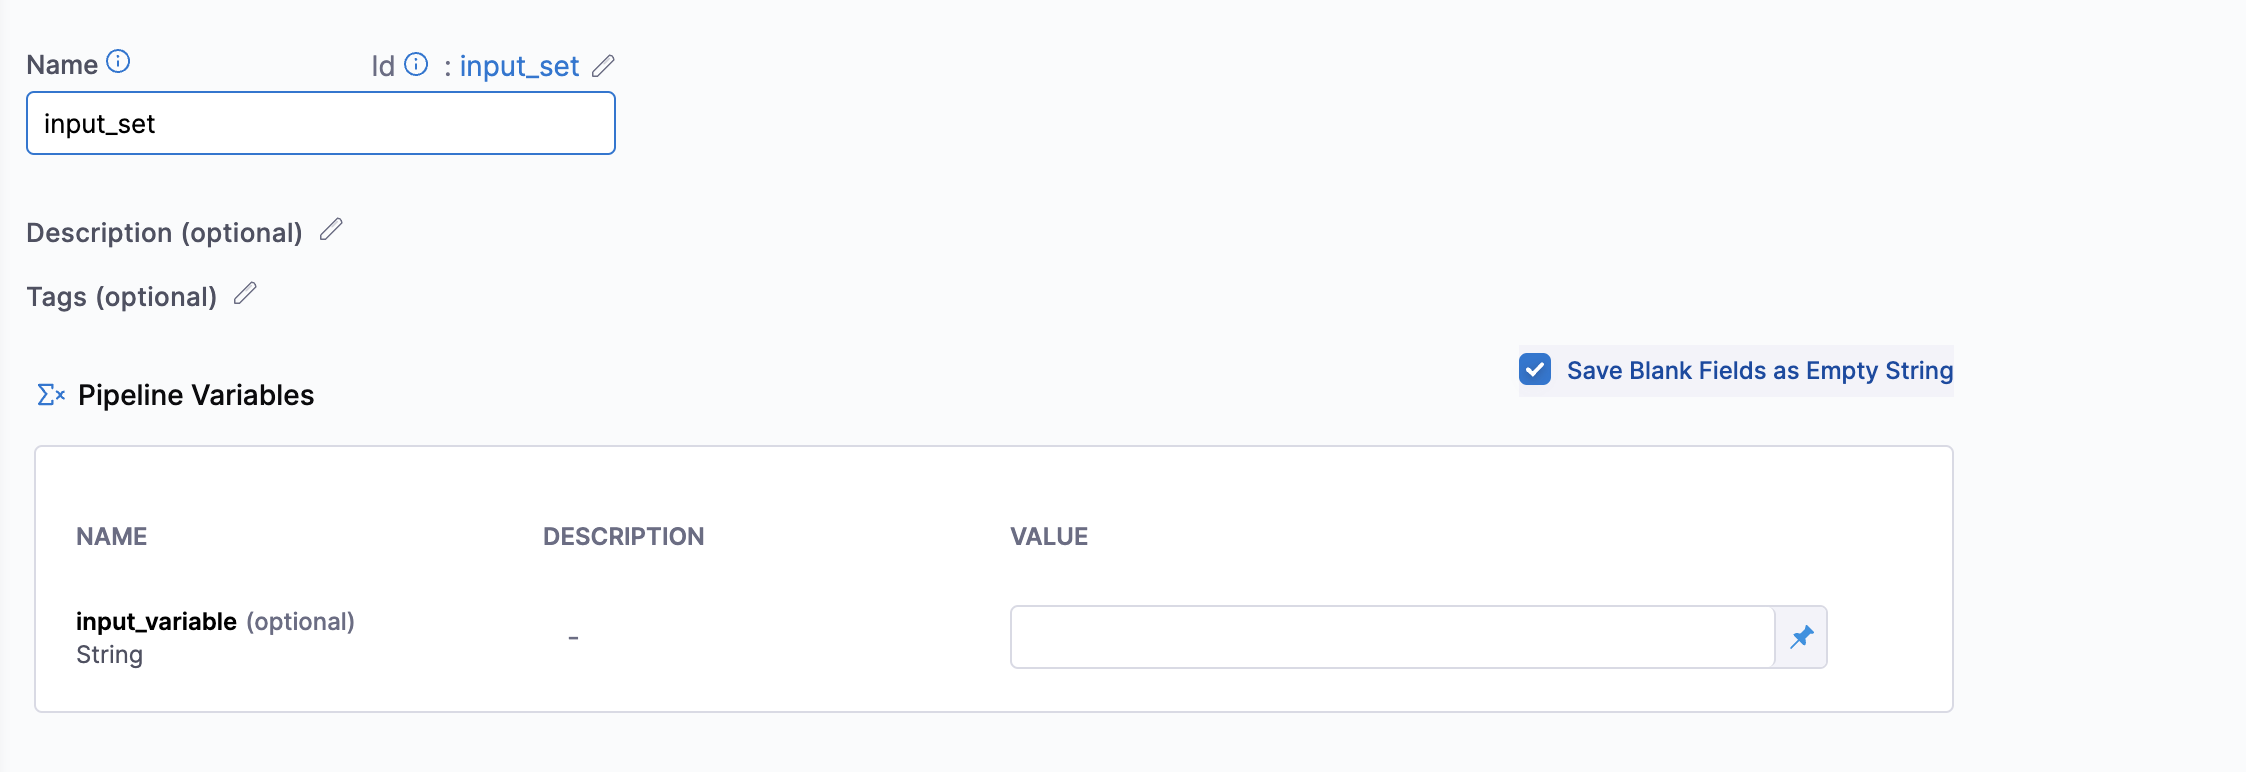 Name Id : input_set
input_set
Description (optional)
Tags (optional)
Save Blank Fields as Empty String
Pipeline Variables
NAME DESCRIPTION VALUE
input_variable (optional)
String
-